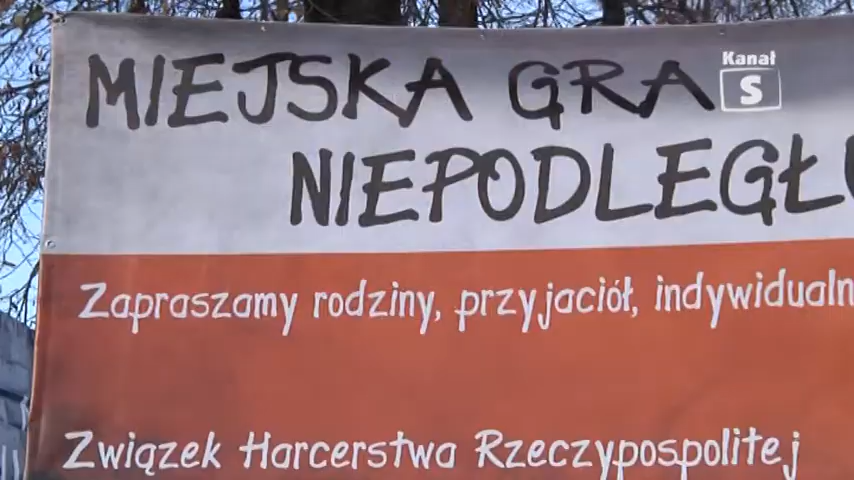 Kanał
S
MIEJSKA GRA
NIEPODLEGŁ
Zapraszamy rodziny, przyjaciół, indywidualn
Związek Harcerstwa Rzeczypospolitej